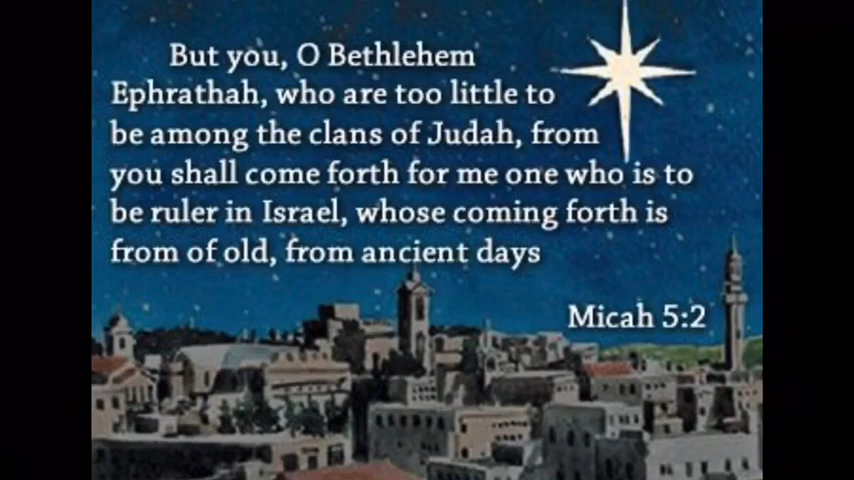 But you, O Bethlehem
Ephrathah, who are too little to
be among the clans of Judah, from
you shall come forth for me one who is to
be ruler in Israel, whose coming forth is
from of old, from ancient days
Micah 5:2